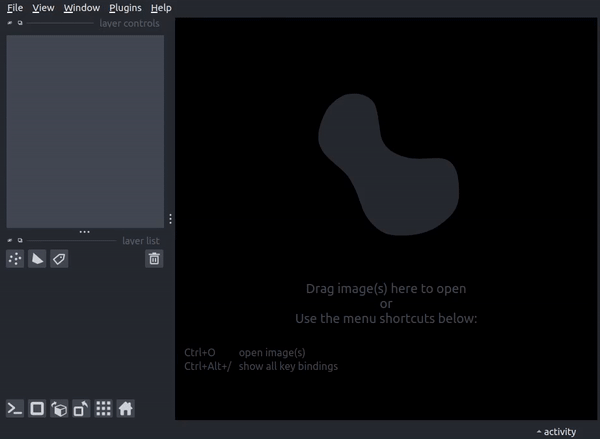 File View Window Plugins Help
layer controls
layer list
Drag image(s) here to open
or
Use the menu shortcuts below:
Ctrl+O open image(s)
Ctrl+Alt+/ show all key bindings
activity